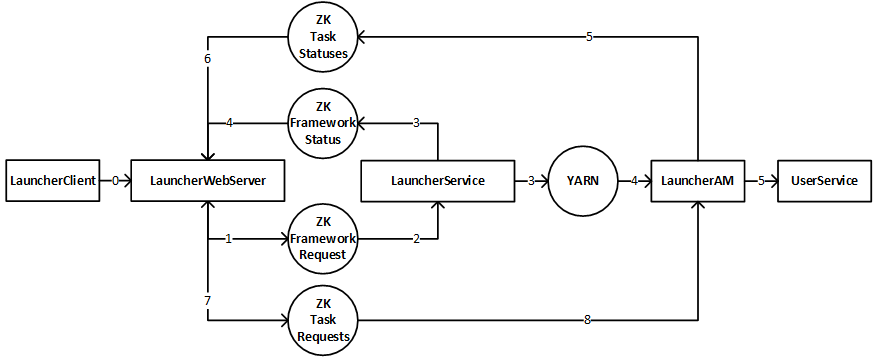 ZK
Task
Statuses
5
6
ZK
Framework
Status
4
3
LauncherClient
0
LauncherWebServer
LauncherService
3
YARN
4
LauncherAM
5
UserService
1
ZK
Framework
Request
2
7
ZK
Task
Requests
8